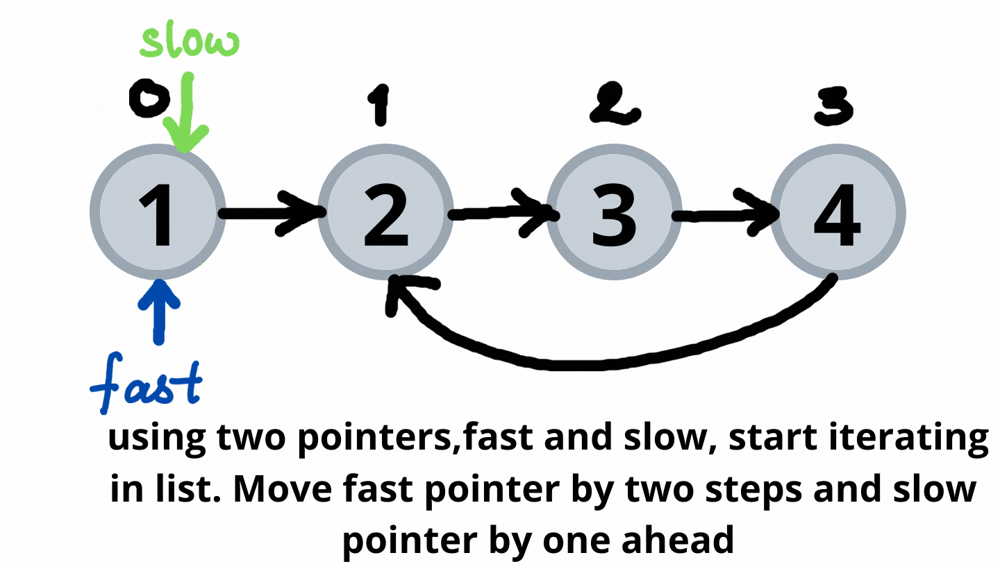 slow
0 1 2 3
1 2 3 4
fast
using two pointers,fast and slow, start iterating
in list. Move fast pointer by two steps and slow
pointer by one ahead